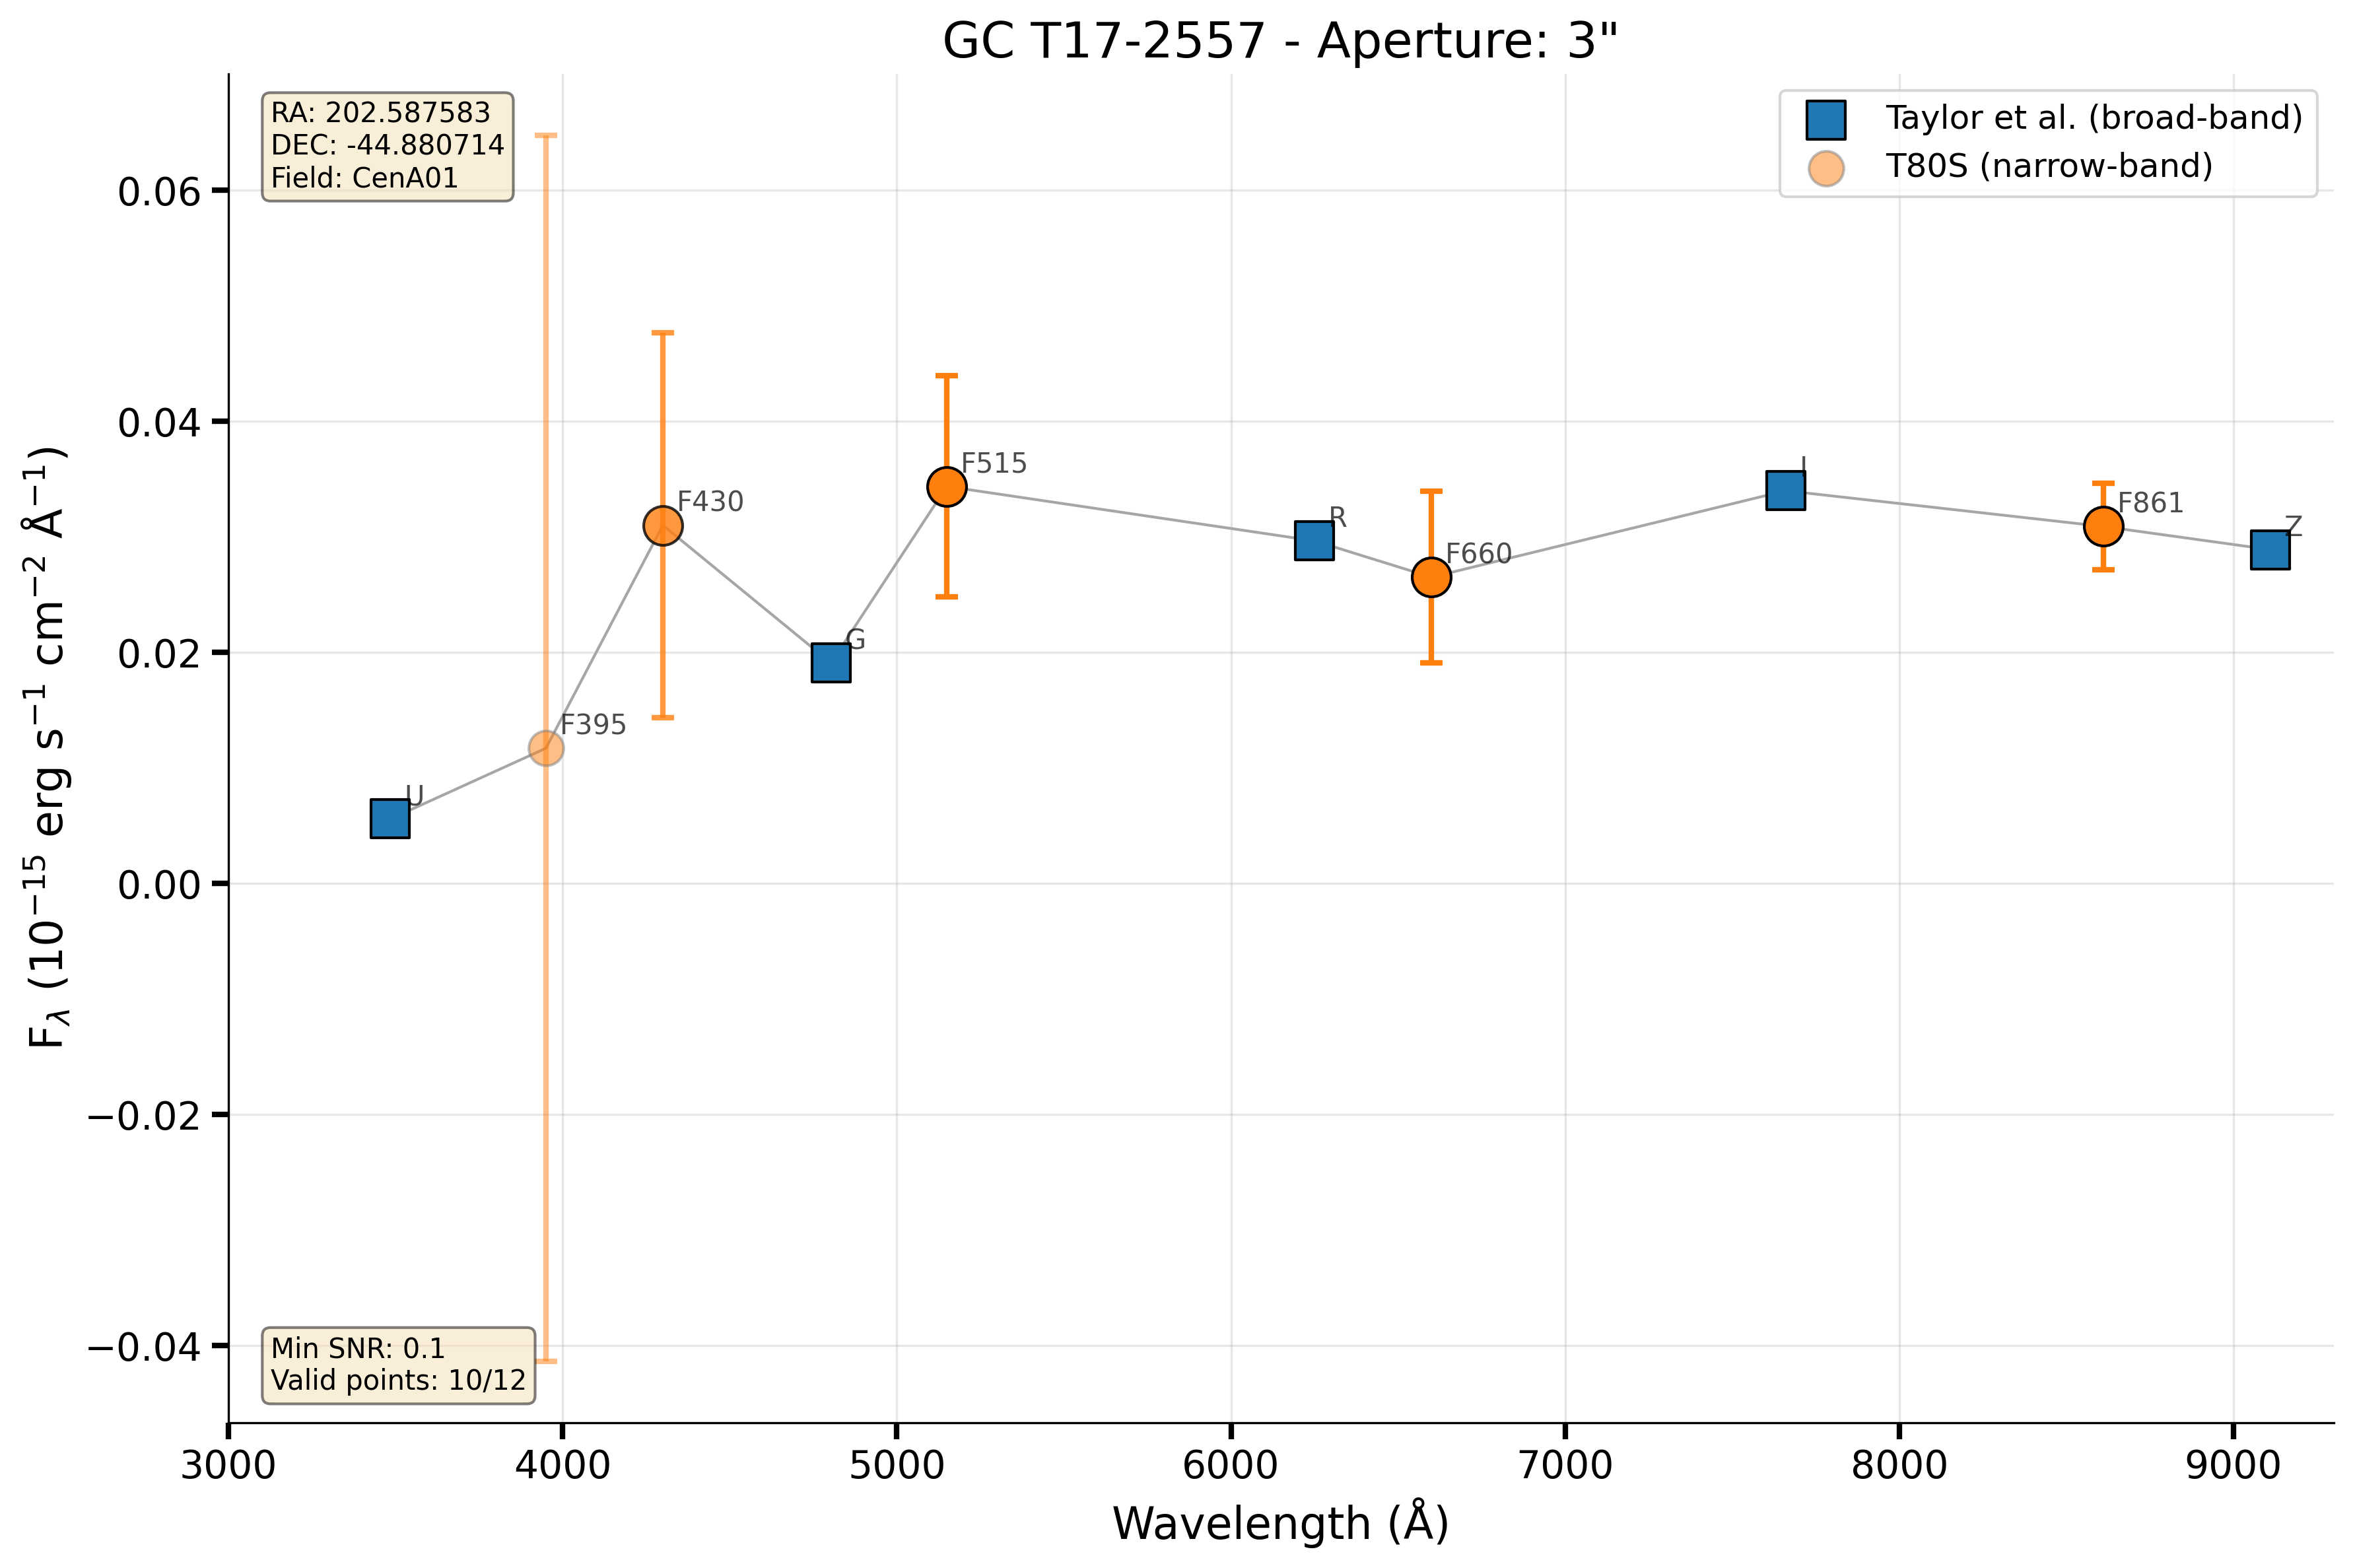 GC T17-2557 - Aperture: 3"
RA: 202.587583
DEC: -44.880714
Field: CenA01
Taylor et al. (broad-band)
T80S (narrow-band)
0.06
0.04
0.02
0.00
−0.02
−0.04
F$_λ$ (10$^{−15}$ erg s$^{−1}$ cm$^{−2}$ Å$^{−1}$)
U
F395
F430
G
F515
R
F660
I
F861
Z
Min SNR: 0.1
Valid points: 10/12
3000 4000 5000 6000 7000 8000 9000
Wavelength (Å)